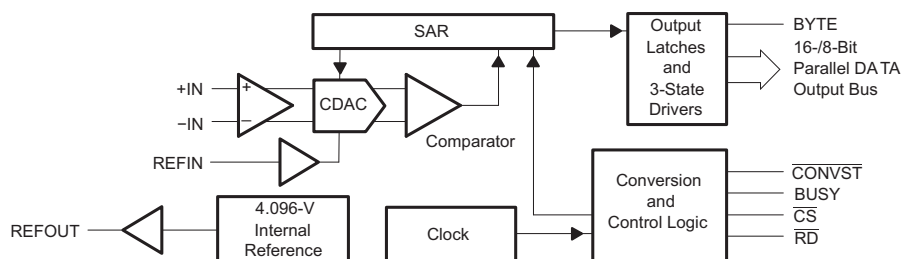 SAR
Output
Latches
and
3-State
Drivers
BYTE
16-/8-Bit
Parallel DATA
Output Bus
+IN
−IN
+
−
CDAC
Comparator
REFIN
Conversion
and
Control Logic
CONVST
BUSY
CS
RD
REFOUT
4.096-V
Internal
Reference
Clock